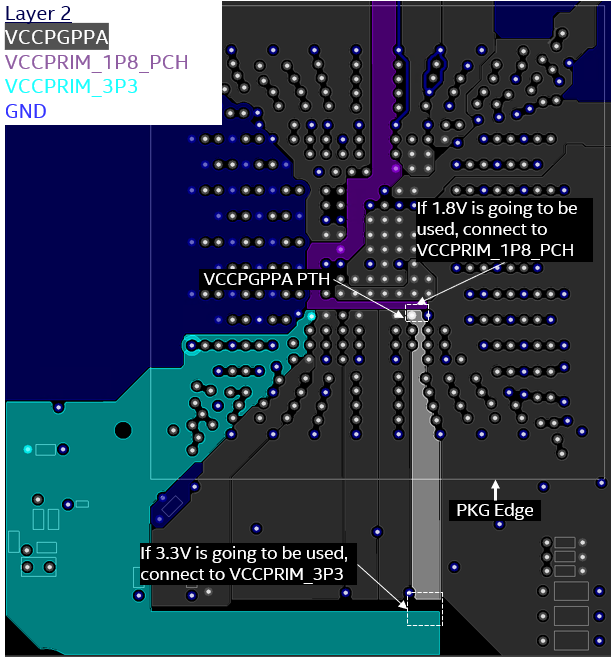 Layer 2
VCCPGPPA
VCCPRIM_1P8_PCH
VCCPRIM_3P3
GND
If 1.8V is going to be
used, connect to
VCCPRIM_1P8_PCH
VCCPGPPA PTH
PKG Edge
If 3.3V is going to be used,
connect to VCCPRIM_3P3